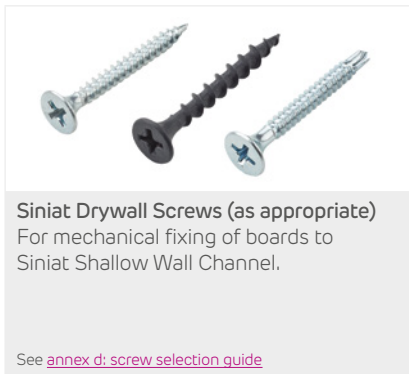 Siniat Drywall Screws (as appropriate)
For mechanical fixing of boards to
Siniat Shallow Wall Channel.
See annex d: screw selection guide